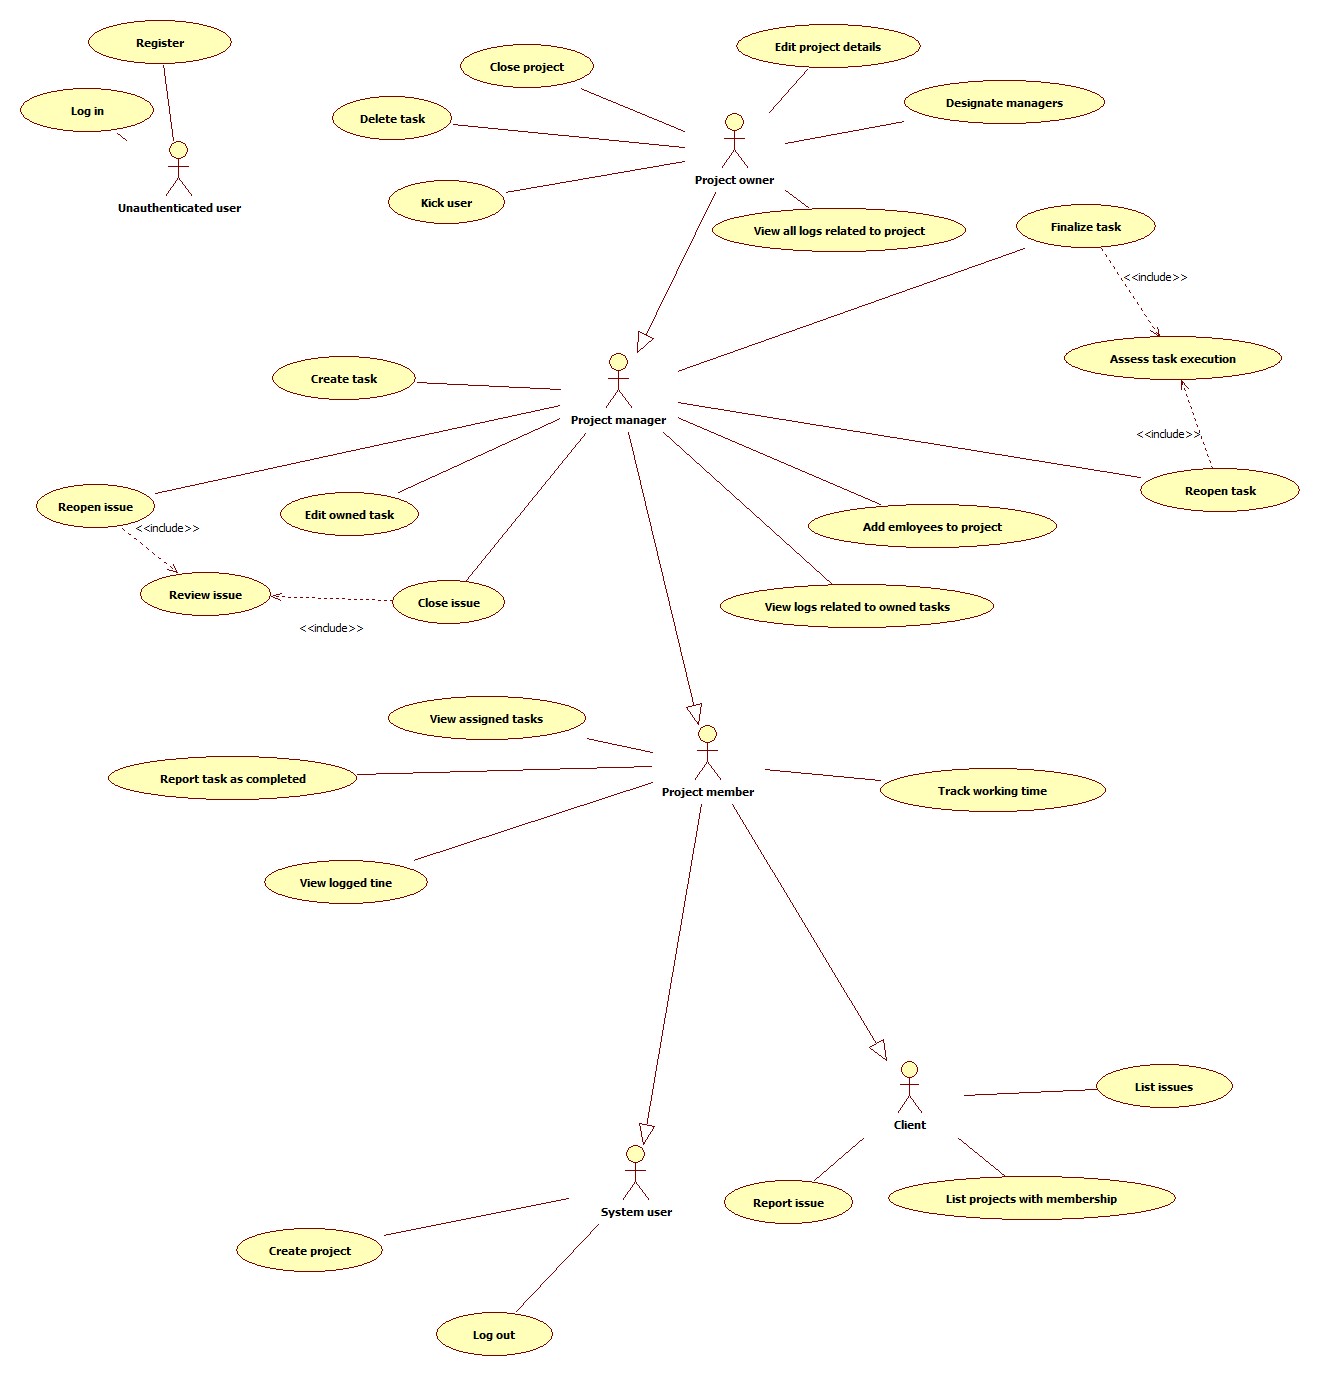 Register
Log in
Unauthenticated user
Close project
Edit project details
Delete task
Designate managers
Project owner
Kick user
View all logs related to project
Finalize task
<<include>>
Assess task execution
Create task
Project manager
<<include>>
Reopen task
Reopen issue
Edit owned task
Add emloyees to project
<<include>>
Review issue
Close issue
View logs related to owned tasks
<<include>>
View assigned tasks
Report task as completed
Project member
Track working time
View logged tine
List issues
Client
Report issue
List projects with membership
System user
Create project
Log out